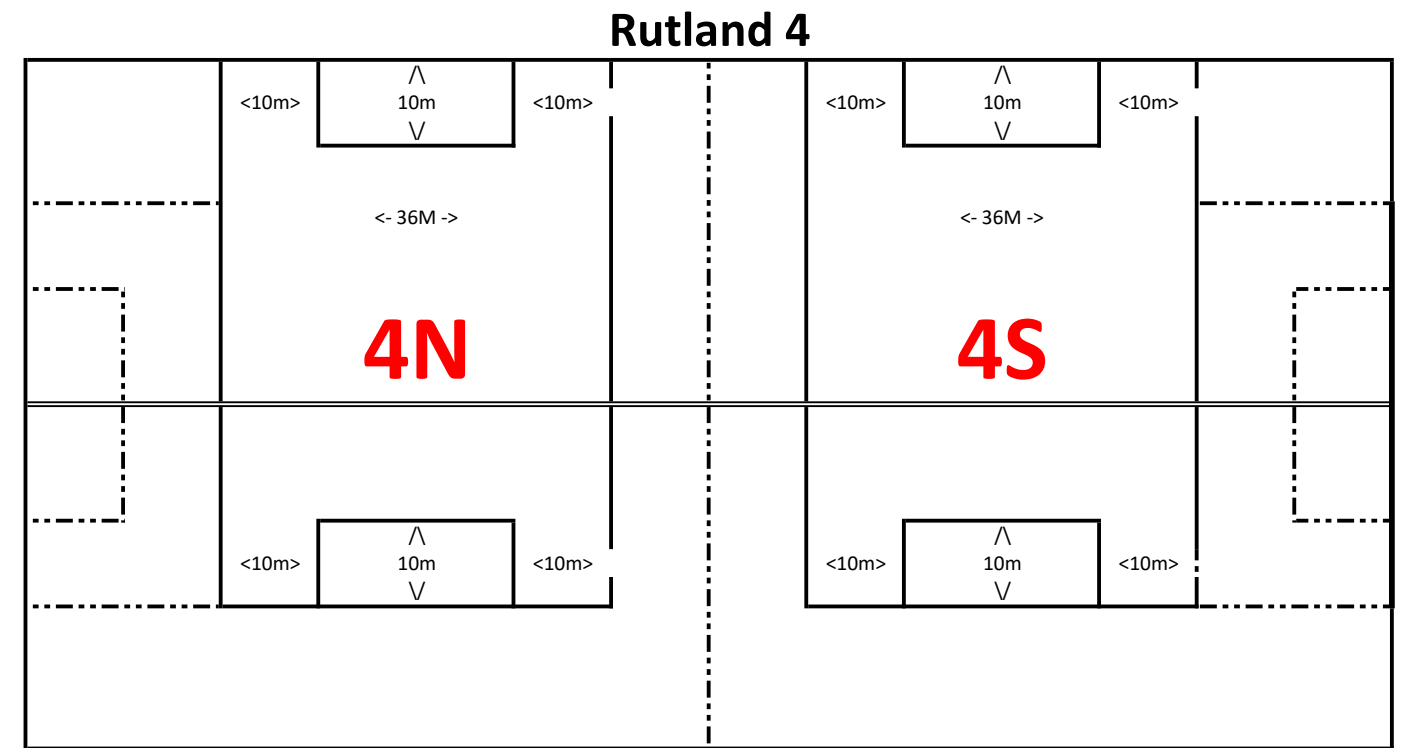 Rutland 4
/\ /\
<10m> 10m <10m> <10m> 10m <10m>
\/ \/
<- 36M -> <- 36M ->
4N 4S
/\ /\
<10m> 10m <10m> <10m> 10m <10m>
\/ \/